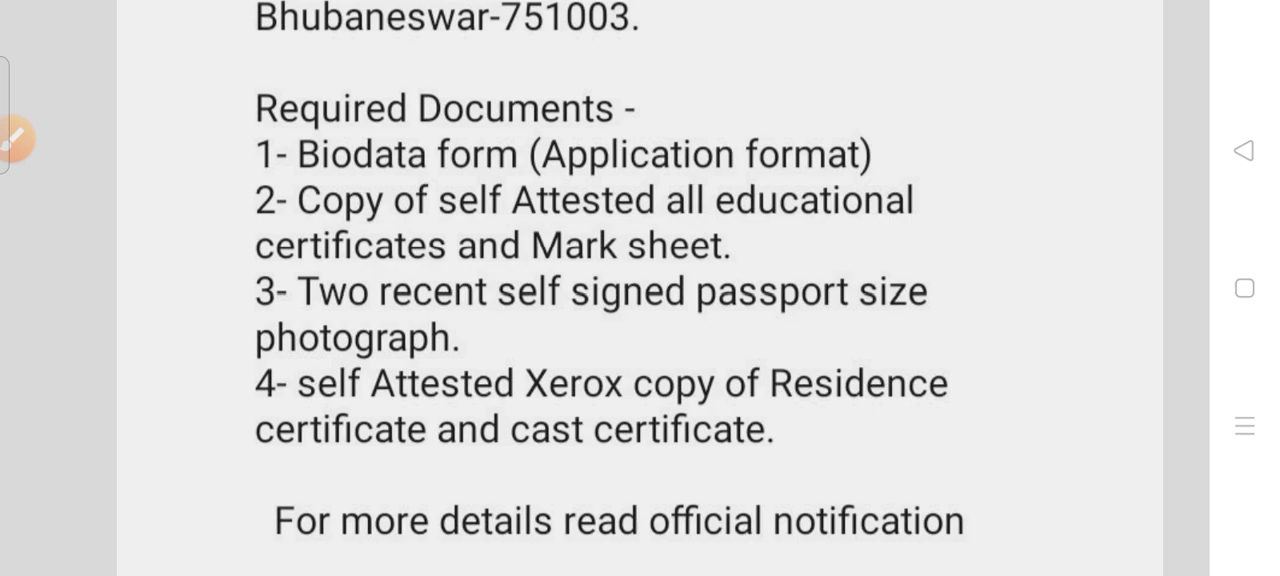 Bhubaneswar-751003.
Required Documents -
1- Biodata form (Application format)
2- Copy of self Attested all educational
certificates and Mark sheet.
3- Two recent self signed passport size
photograph.
4- self Attested Xerox copy of Residence
certificate and cast certificate.
For more details read official notification